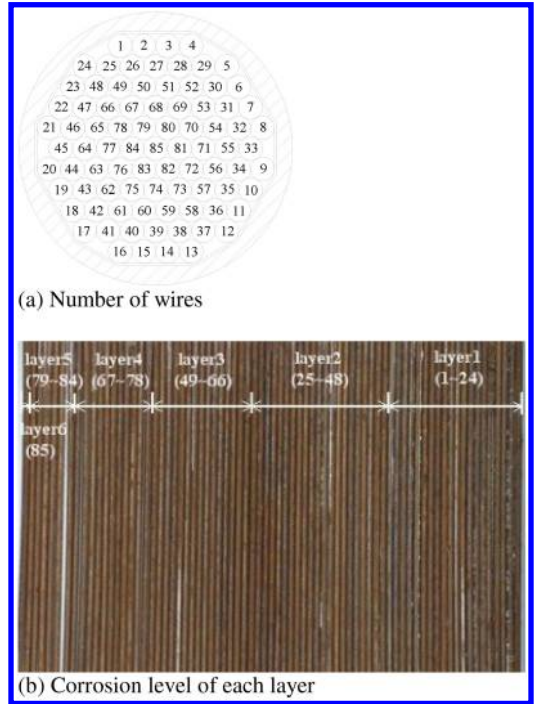 1 2 3 4
24 25 26 27 28 29 5
23 48 49 50 51 52 30 6
22 47 66 67 68 69 53 31 7
21 46 65 78 79 80 70 54 32 8
45 64 77 84 85 81 71 55 33
20 44 63 76 83 82 72 56 34 9
19 43 62 75 74 73 57 35 10
18 42 61 60 59 58 36 11
17 41 40 39 38 37 12
16 15 14 13
(a) Number of wires
layer5 layer4 layer3 layer2 layer1
(79~84) (67~78) (49~66) (25~48) (1~24)
layer6
(85)
(b) Corrosion level of each layer